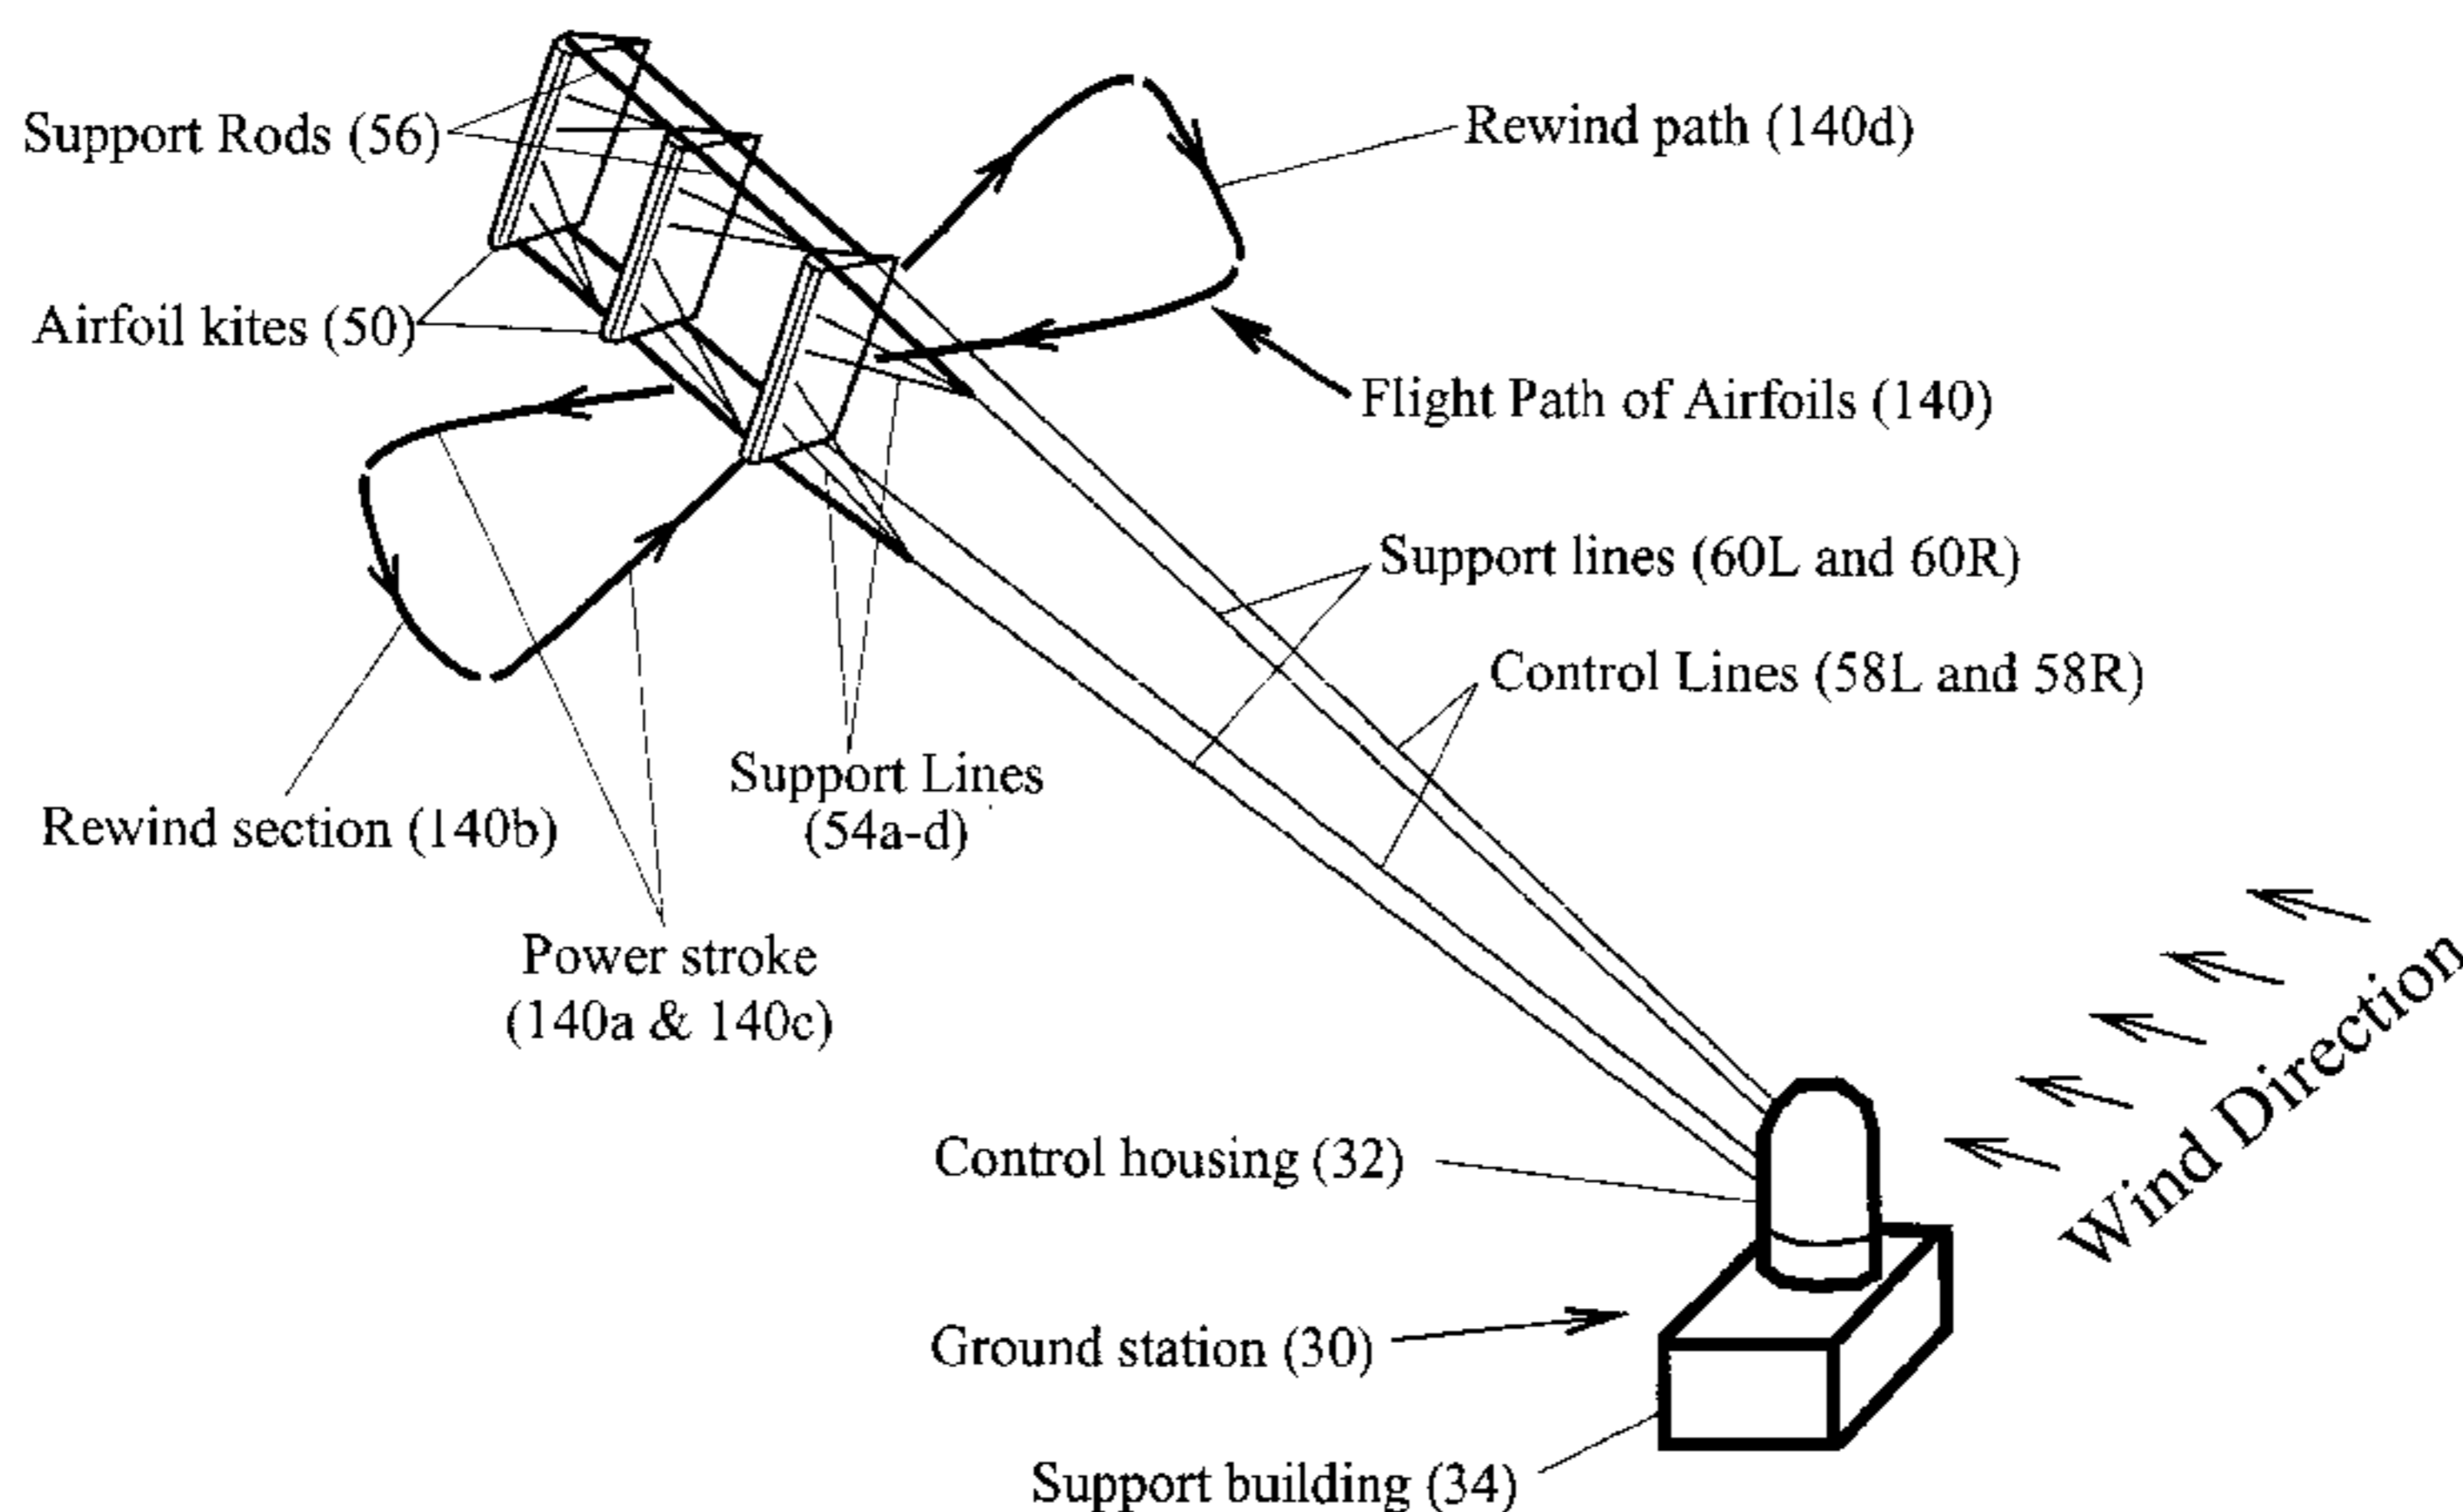 Support Rods (56)
Rewind path (140d)
Airfoil kites (50)
Flight Path of Airfoils (140)
Support lines (60L and 60R)
Control Lines (58L and 58R)
Support Lines
(54a-d)
Rewind section (140b)
Power stroke
(140a & 140c)
Wind Direction
Control housing (32)
Ground station (30)
Support building (34)